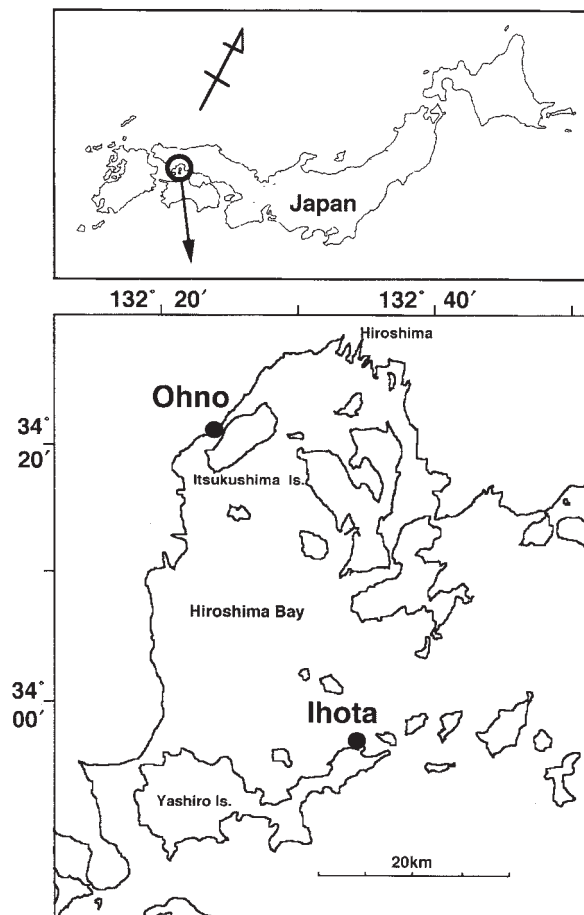 Japan
132° 20′ 132° 40′
Hiroshima
Ohno
34°
20′
Itsukushima Is.
Hiroshima Bay
34°
00′
Ihota
Yashiro Is.
20km